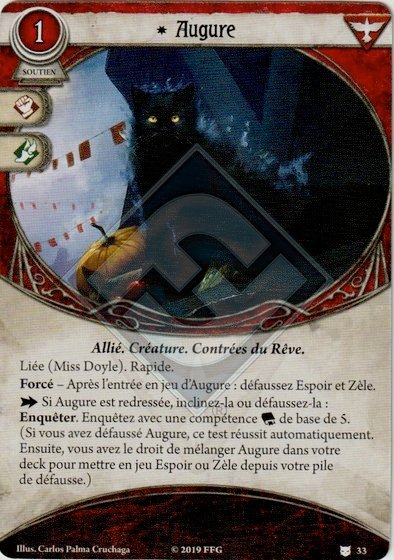 1
* Augure
SOUTIEN
Allié. Créature. Contrées du Rêve.
Liée (Miss Doyle). Rapide.
Forcé – Après l'entrée en jeu d'Augure : défaussez Espoir et Zèle.
Si Augure est redressée, inclinez-la ou défaussez-la :
Enquêter. Enquêtez avec une compétence de base de 5.
(Si vous avez défaussé Augure, ce test réussit automatiquement.
Ensuite, vous avez le droit de mélanger Augure dans votre
deck pour mettre en jeu Espoir ou Zèle depuis votre pile
de défausse.)
Illus. Carlos Palma Cruchaga © 2019 FFG 33